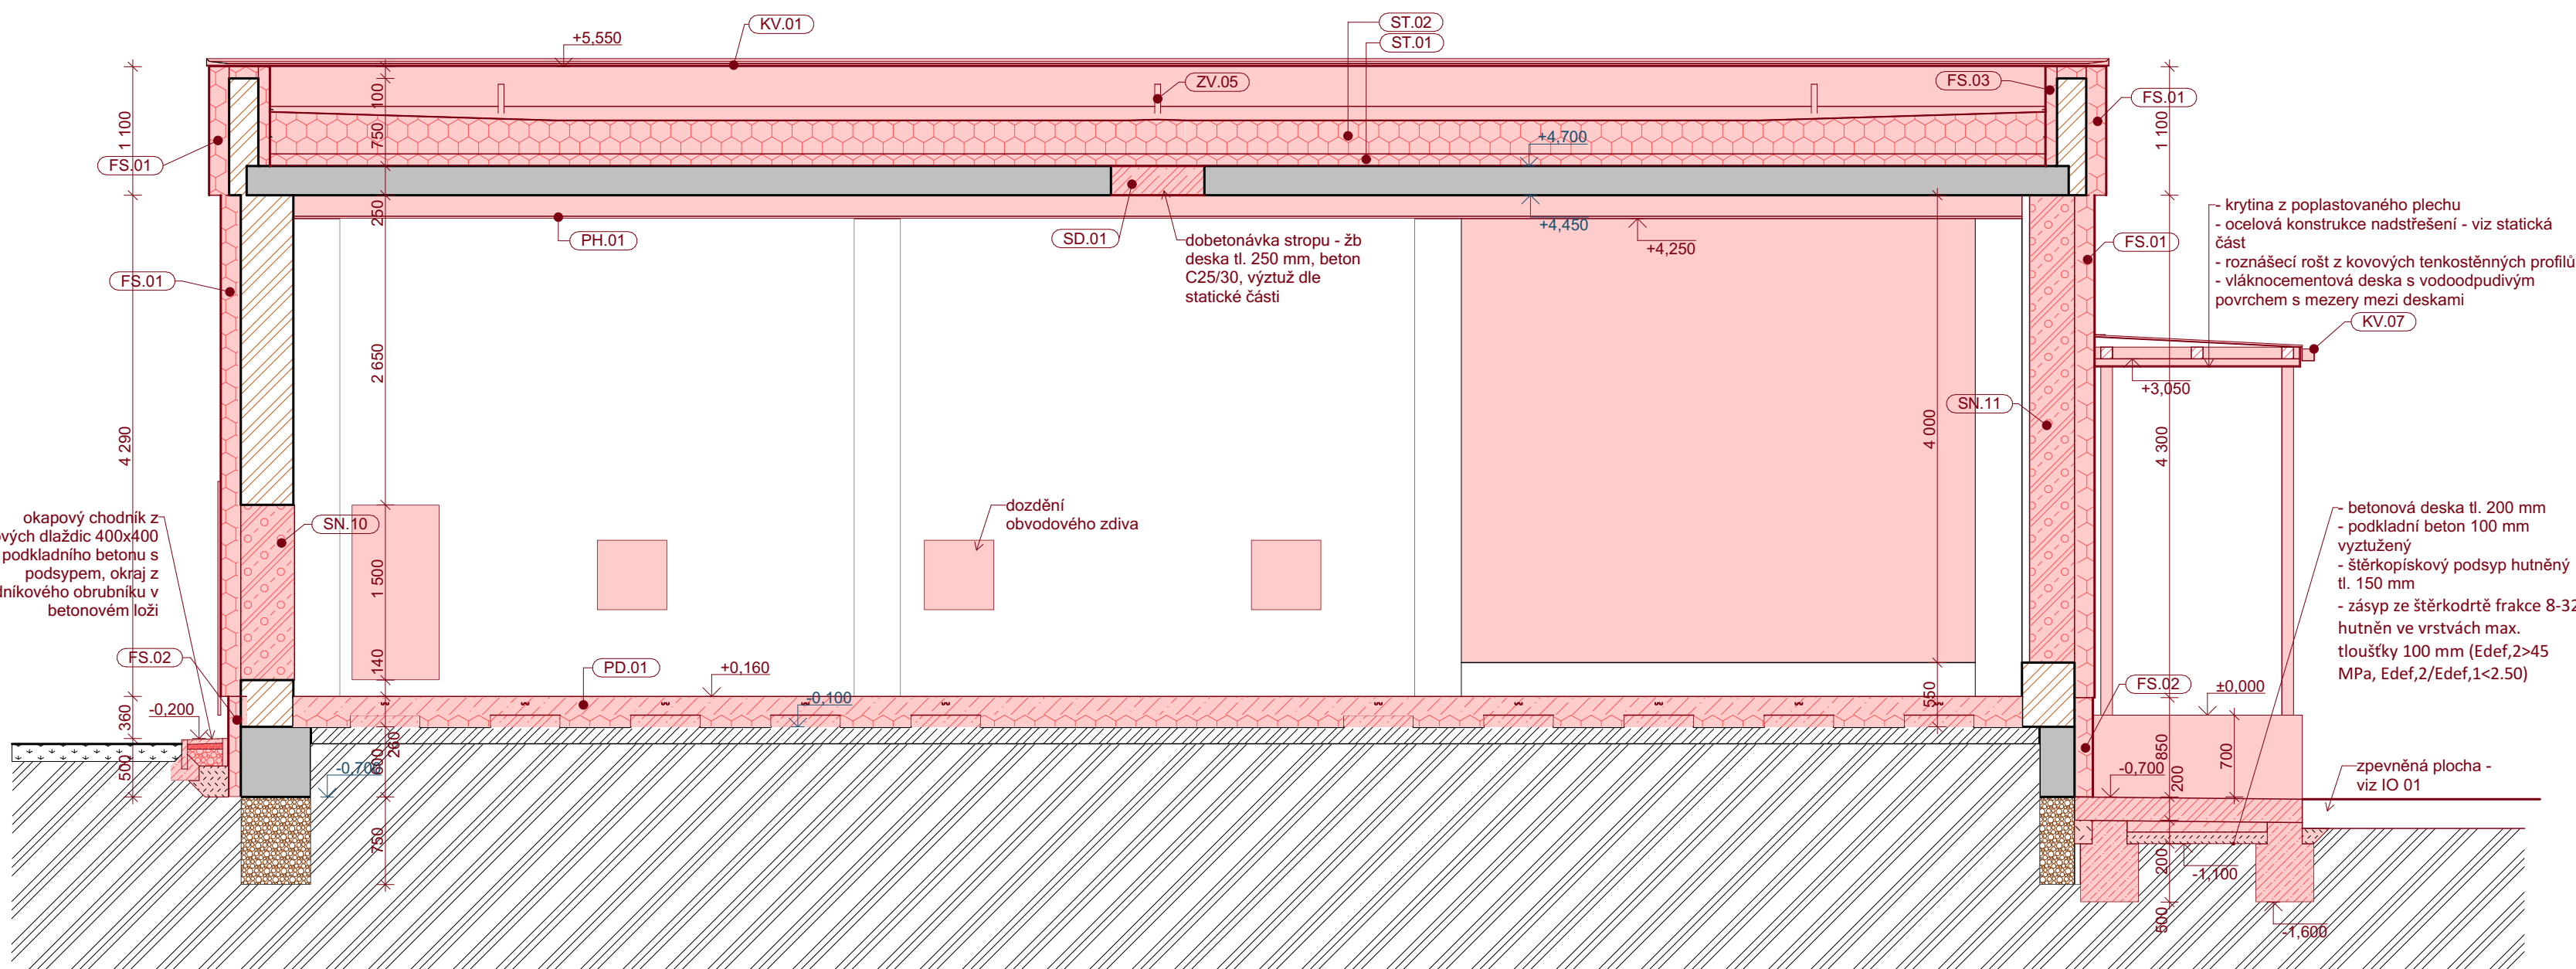 KV.01
ST.02
ST.01
+5,550
ZV.05
FS.03
FS.01
1 100
100
750
1 100
+4,700
FS.01
250
PH.01
SD.01
+4,450
+4,250
dobetonávka stropu - žb
deska tl. 250 mm, beton
C25/30, výztuž dle
statické části
- krytina z poplastovaného plechu
- ocelová konstrukce nadstřešení - viz statická
část
- roznášecí rošt z kovových tenkostěnných profilů
- vláknocementová deska s vodoodpudivým
povrchem s mezery mezi deskami
FS.01
FS.01
KV.07
2 650
+3,050
SN.11
4 290
4 000
4 300
okapový chodník z
ových dlaždic 400x400
podkladního betonu s
podsypem, okraj z
dníkového obrubníku v
betonovém loži
SN.10
dozdění
obvodového zdiva
- betonová deska tl. 200 mm
- podkladní beton 100 mm
vyztužený
- štěrkopískový podsyp hutněný
tl. 150 mm
- zásyp ze štěrkodrtě frakce 8-32
hutněn ve vrstvách max.
tloušťky 100 mm (Edef,2>45
MPa, Edef,2/Edef,1<2.50)
1 500
FS.02
140
PD.01
+0,160
-0,100
550
FS.02
±0,000
360
-0,200
500
-0,700
600
260
850
700
200
-0,700
zpevněná plocha -
viz IO 01
750
200
-1,100
500
-1,600